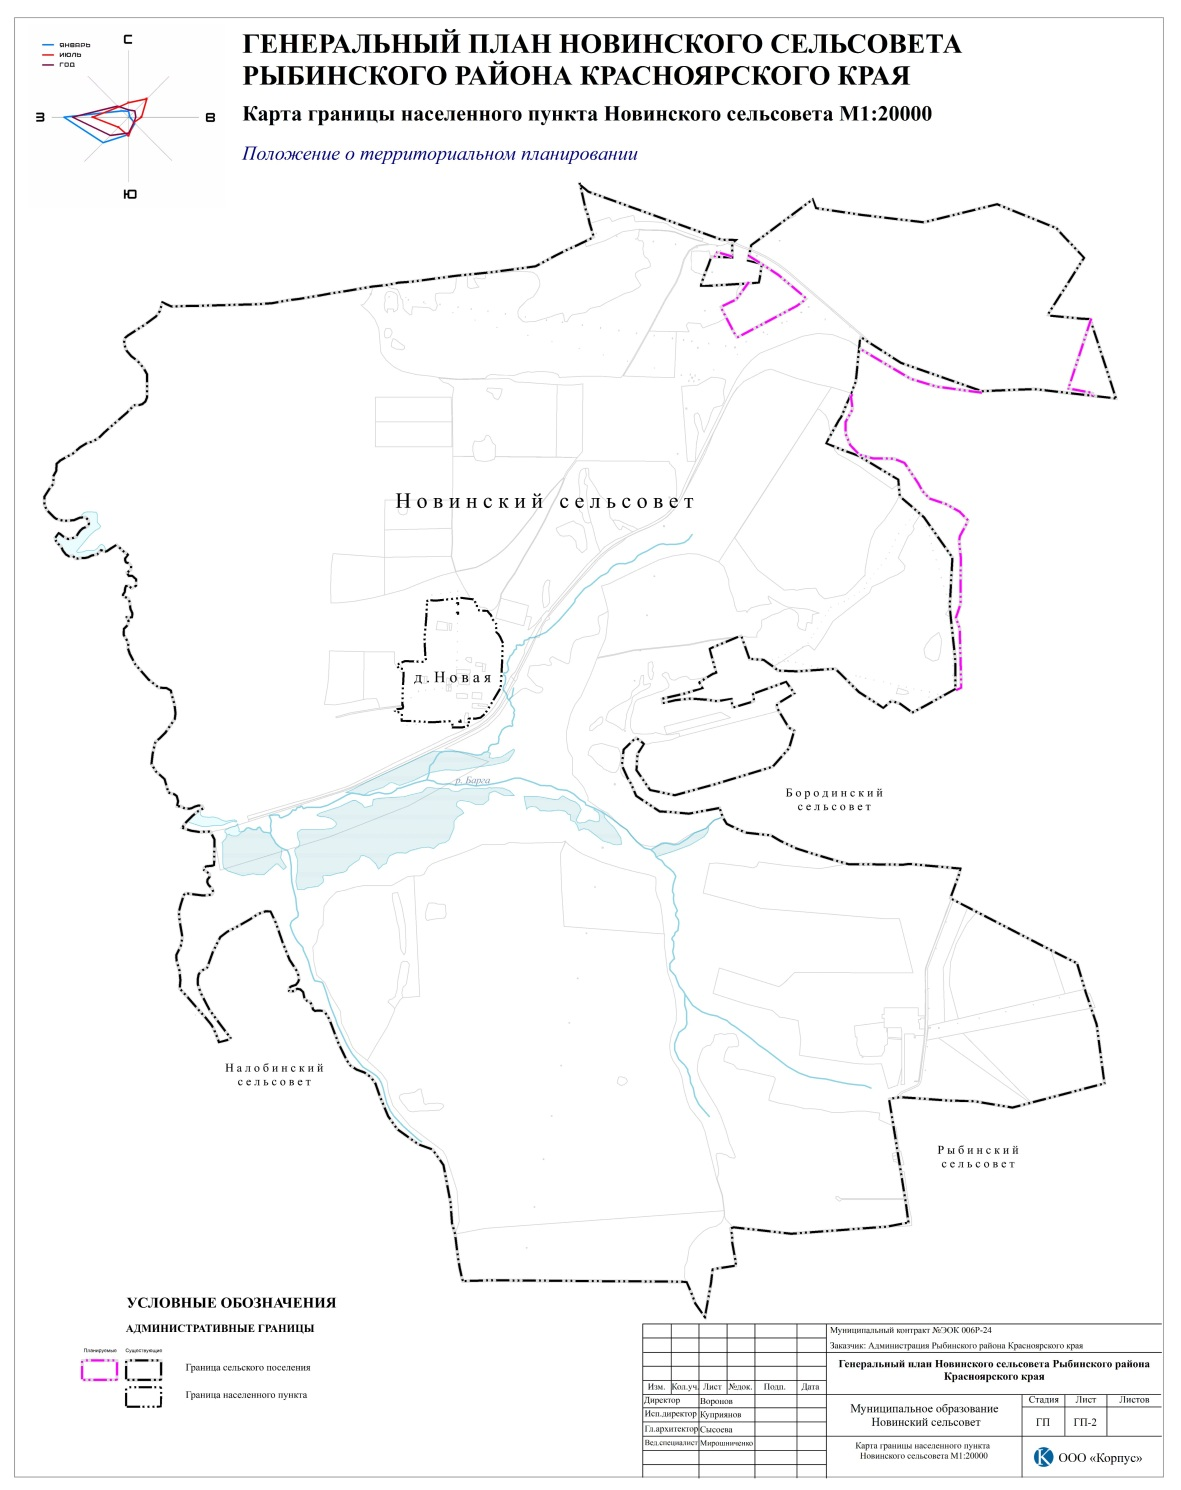 ГЕНЕРАЛЬНЫЙ ПЛАН НОВИНСКОГО СЕЛЬСОВЕТА
РЫБИНСКОГО РАЙОНА КРАСНОЯРСКОГО КРАЯ
Карта границы населенного пункта Новинского сельсовета М1:20000
Положение о территориальном планировании
ЯНВАРЬ
ИЮЛЬ
ГОД
С
З
В
Ю
Новинский сельсовет
д.Новая
р. Барга
Бородинский
сельсовет
Налобинский
сельсовет
Рыбинский
сельсовет
УСЛОВНЫЕ ОБОЗНАЧЕНИЯ
АДМИНИСТРАТИВНЫЕ ГРАНИЦЫ
Планируемые Существующие
Граница сельского поселения
Граница населенного пункта
Муниципальный контракт №ЭОК 006Р-24
Заказчик: Администрация Рыбинского района Красноярского края
Генеральный план Новинского сельсовета Рыбинского района
Красноярского края
Изм. Кол.уч. Лист №док. Подп. Дата
Директор Воронов
Исп.директор Куприянов
Гл.архитектор Сысоева
Вед.специалист Мирошниченко
Муниципальное образование
Новинский сельсовет
Стадия Лист Листов
ГП ГП-2
Карта границы населенного пункта
Новинского сельсовета М1:20000
ООО «Корпус»